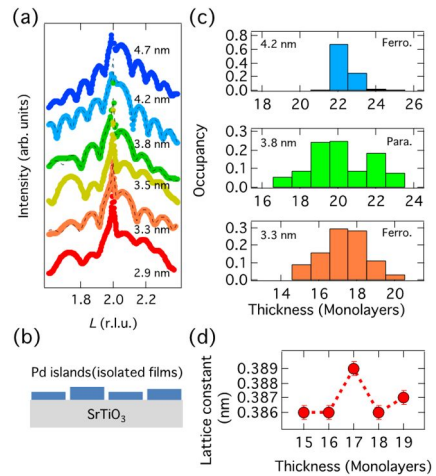 (a)
Intensity (arb. units)
4.7 nm
4.2 nm
3.8 nm
3.5 nm
3.3 nm
2.9 nm
1.8 2.0 2.2
L (r.l.u.)
(b)
Pd islands(isolated films)
SrTiO3
(c)
Occupancy
0.8
0.6
0.4
0.2
0.0
4.2 nm
Ferro.
16 18 20 22 24 26
0.3
0.2
0.1
0.0
3.8 nm
Para.
16 18 20 22 24
0.3
0.2
0.1
0.0
3.3 nm
Ferro.
14 16 18 20
Thickness (Monolayers)
(d)
Lattice constant
(nm)
0.389
0.388
0.387
0.386
15 16 17 18 19
Thickness (Monolayers)